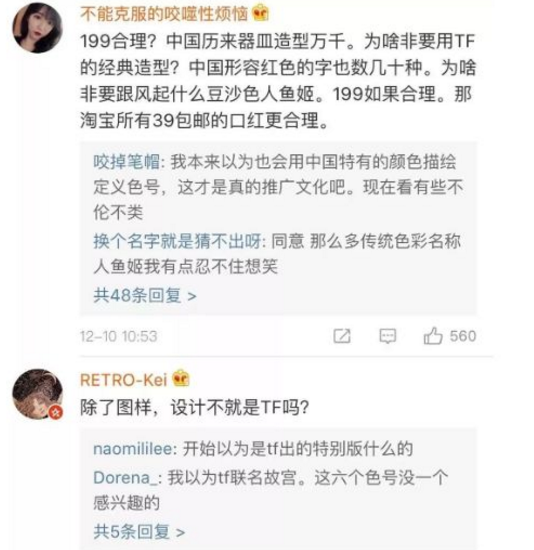 不能克服的咬噬性烦恼
199合理？中国历来器皿造型万千。为啥非要用TF
的经典造型？中国形容红色的字也数几十种。为啥
非要跟风起什么豆沙色人鱼姬。199如果合理。那
淘宝所有39包邮的口红更合理。
咬掉笔帽: 我本来以为也会用中国特有的颜色描绘
定义色号，这才是真的推广文化吧。现在看有些不
伦不类
换个名字就是猜不出呀: 同意 那么多传统色彩名称
人鱼姬我有点忍不住想笑
共48条回复 >
12-10 10:53
560
RETRO-Kei
除了图样，设计不就是TF吗？
naomililee: 开始以为是tf出的特别版什么的
Dorena_: 我以为tf联名故宫。这六个色号没一个
感兴趣的
共5条回复 >